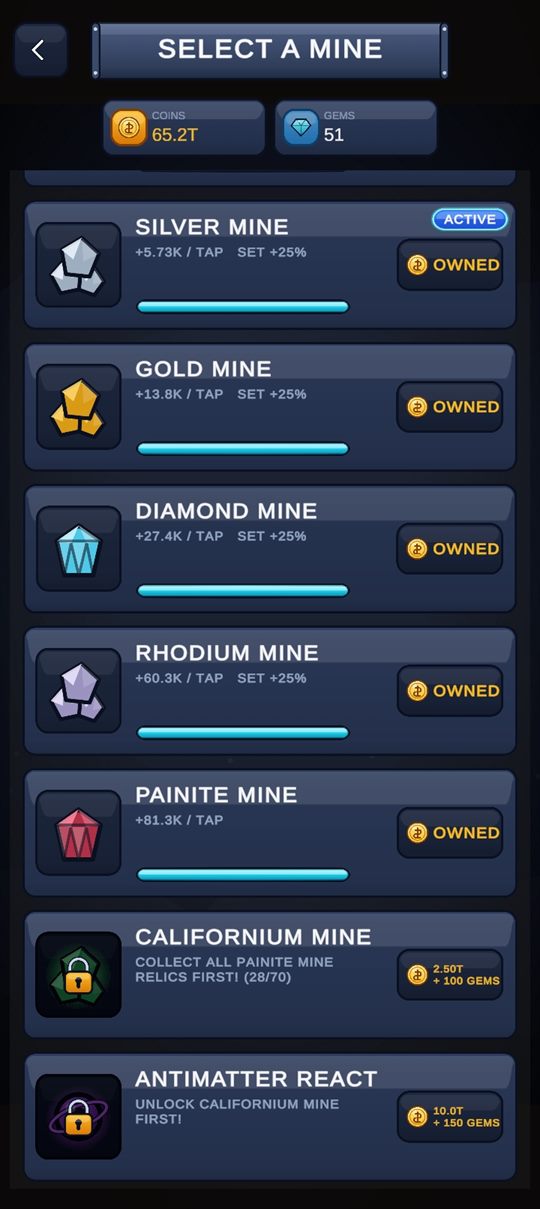 SELECT A MINE
COINS
65.2T
GEMS
51
SILVER MINE
ACTIVE
+5.73K / TAP SET +25%
OWNED
GOLD MINE
+13.8K / TAP SET +25%
OWNED
DIAMOND MINE
+27.4K / TAP SET +25%
OWNED
RHODIUM MINE
+60.3K / TAP SET +25%
OWNED
PAINITE MINE
+81.3K / TAP
OWNED
CALIFORNIUM MINE
COLLECT ALL PAINITE MINE
RELICS FIRST! (28/70)
2.50T
+ 100 GEMS
ANTIMATTER REACT
UNLOCK CALIFORNIUM MINE
FIRST!
10.0T
+ 150 GEMS